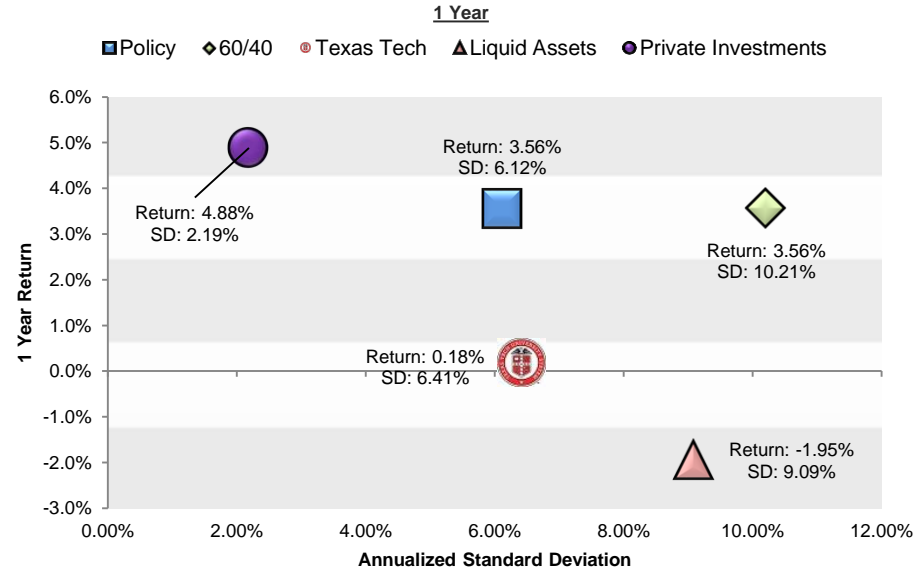 1 Year
Policy 60/40 Texas Tech Liquid Assets Private Investments
6.0%
5.0%
4.0%
3.0%
2.0%
1.0%
0.0%
-1.0%
-2.0%
-3.0%
1 Year Return
Return: 4.88%
SD: 2.19%
Return: 3.56%
SD: 6.12%
Return: 3.56%
SD: 10.21%
Return: 0.18%
SD: 6.41%
Return: -1.95%
SD: 9.09%
0.00% 2.00% 4.00% 6.00% 8.00% 10.00% 12.00%
Annualized Standard Deviation